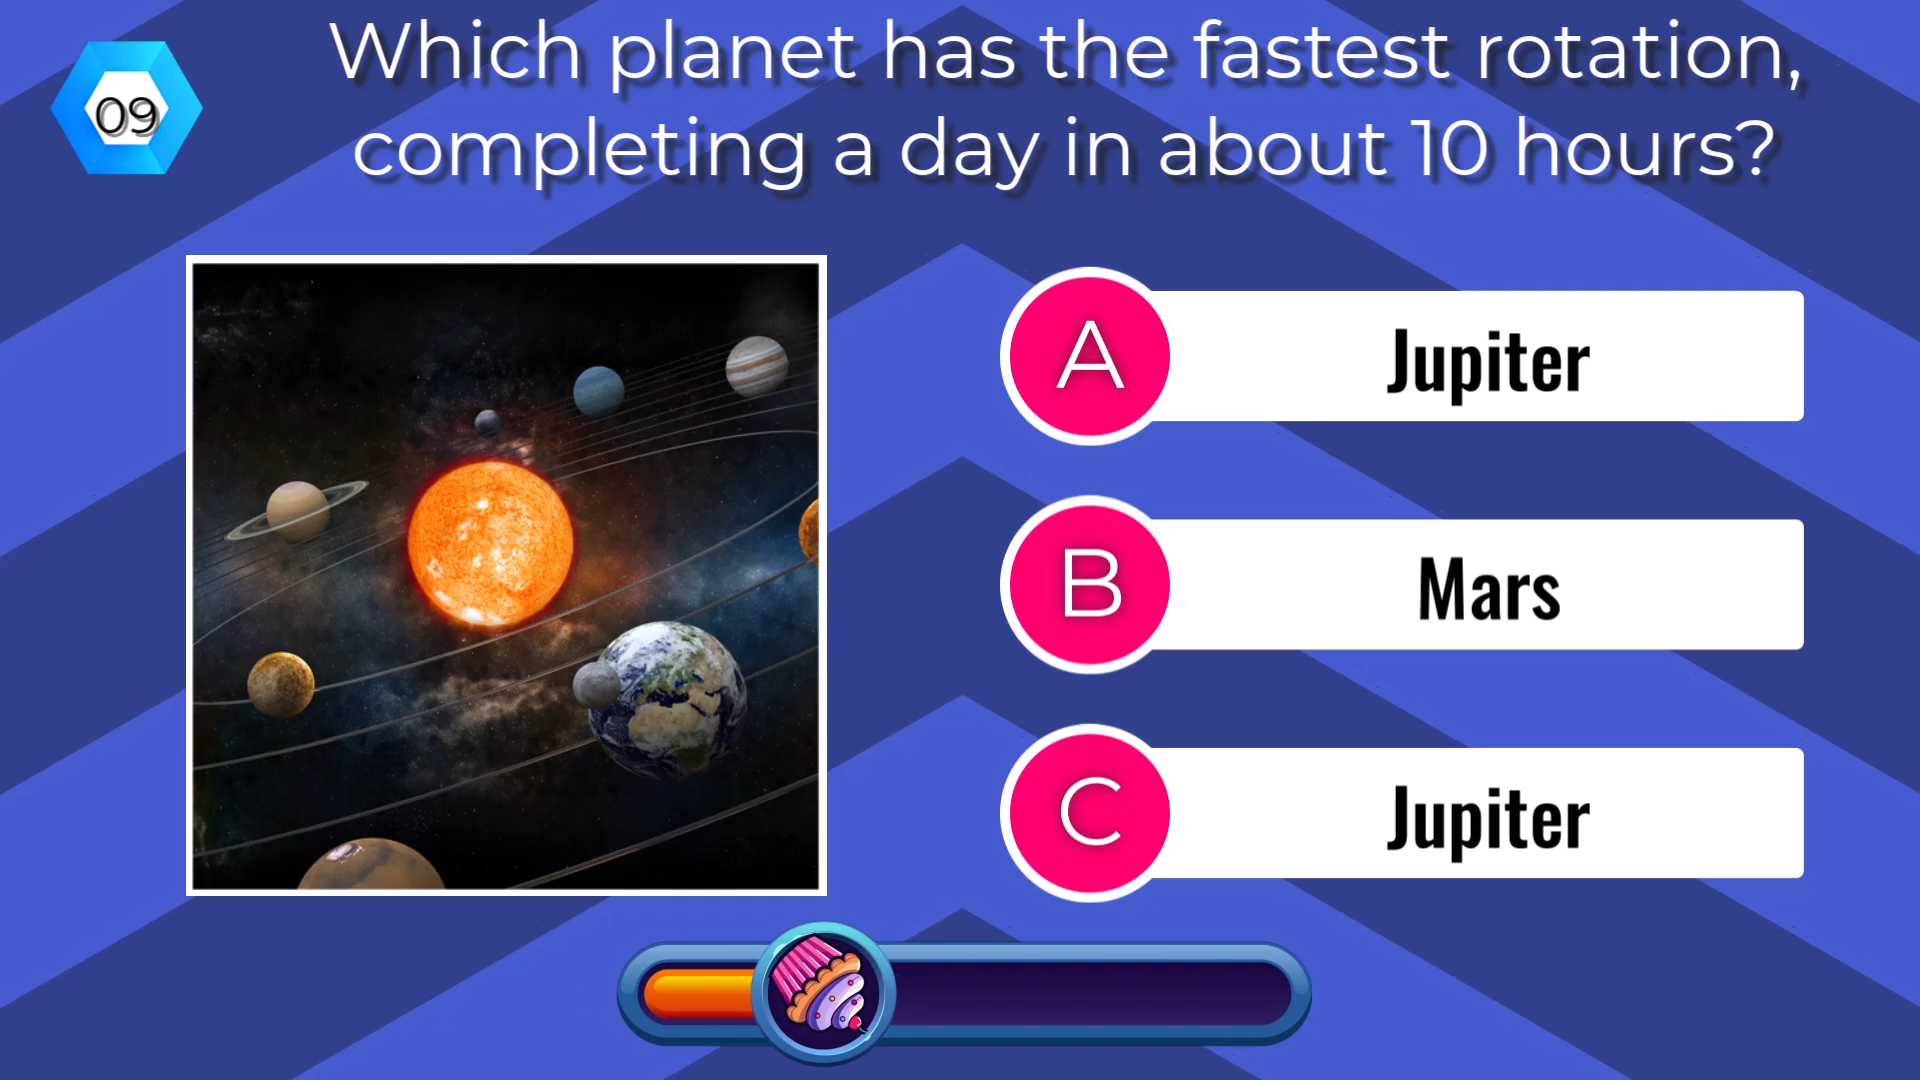 09
Which planet has the fastest rotation,
completing a day in about 10 hours?
A
Jupiter
B
Mars
C
Jupiter